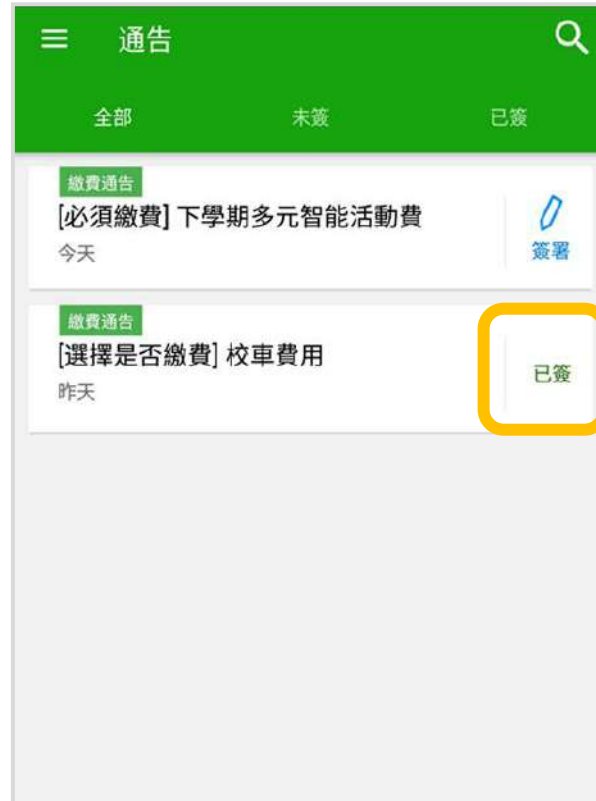 通告
全部 未簽 已簽
繳費通告
[必須繳費] 下學期多元智能活動費
今天
簽署
繳費通告
[選擇是否繳費] 校車費用
昨天
已簽